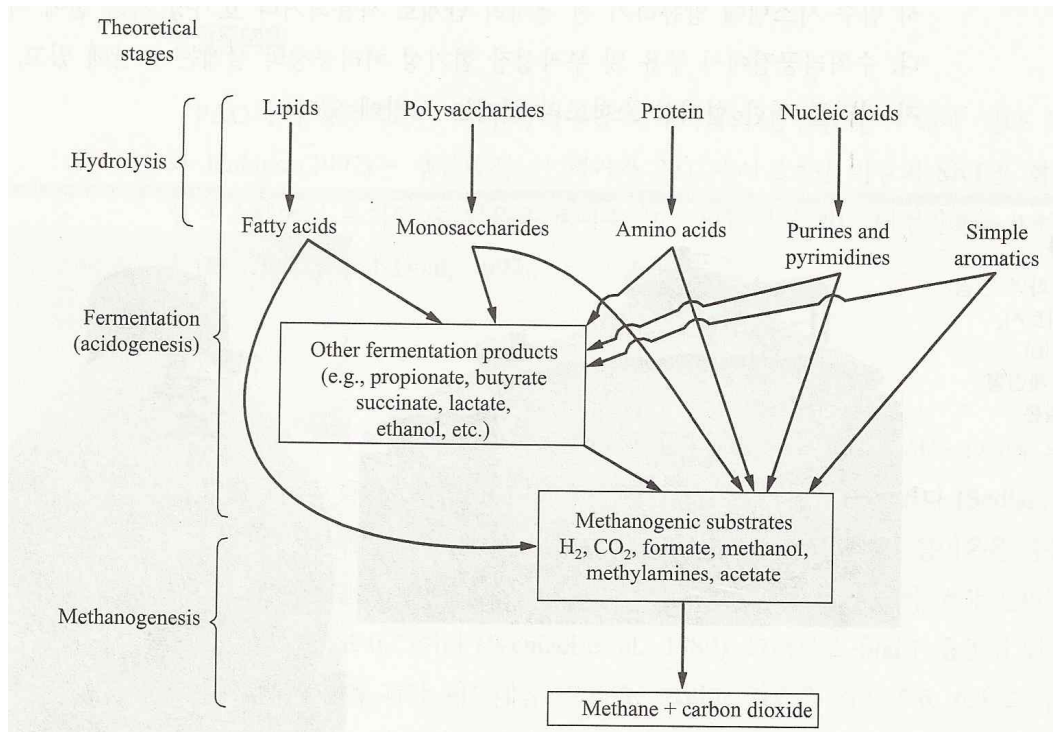 Theoretical
stages
Lipids
Polysaccharides
Protein
Nucleic acids
Hydrolysis
Fatty acids
Monosaccharides
Amino acids
Purines and
pyrimidines
Simple
aromatics
Fermentation
(acidogenesis)
Other fermentation products
(e.g., propionate, butyrate
succinate, lactate,
ethanol, etc.)
Methanogenic substrates
H₂, CO₂, formate, methanol,
methylamines, acetate
Methanogenesis
Methane + carbon dioxide